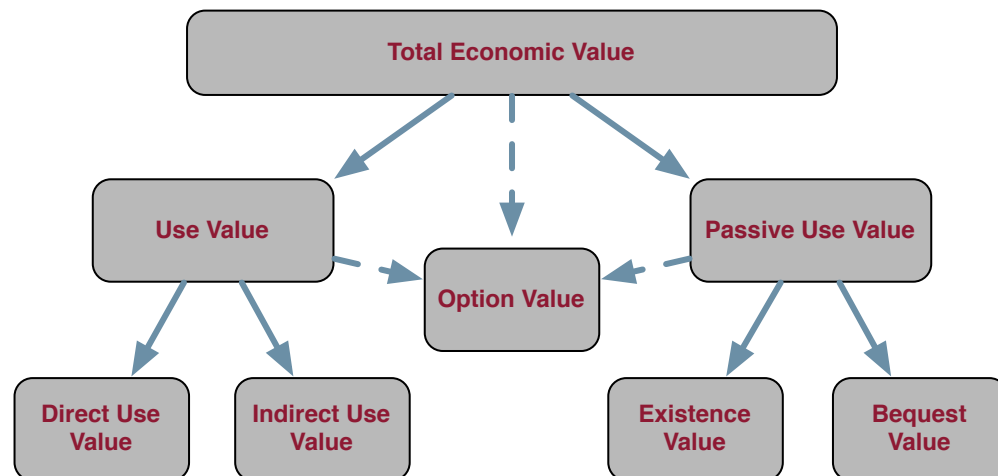 Total Economic Value
Use Value
Passive Use Value
Option Value
Direct Use
Value
Indirect Use
Value
Existence
Value
Bequest
Value